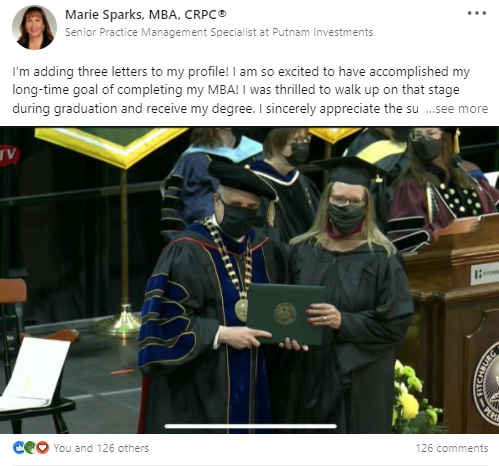 Marie Sparks, MBA, CRPC®
Senior Practice Management Specialist at Putnam Investments
I'm adding three letters to my profile! I am so excited to have accomplished my
long-time goal of completing my MBA! I was thrilled to walk up on that stage
during graduation and receive my degree. I sincerely appreciate the su …see more
TV
You and 126 others
126 comments